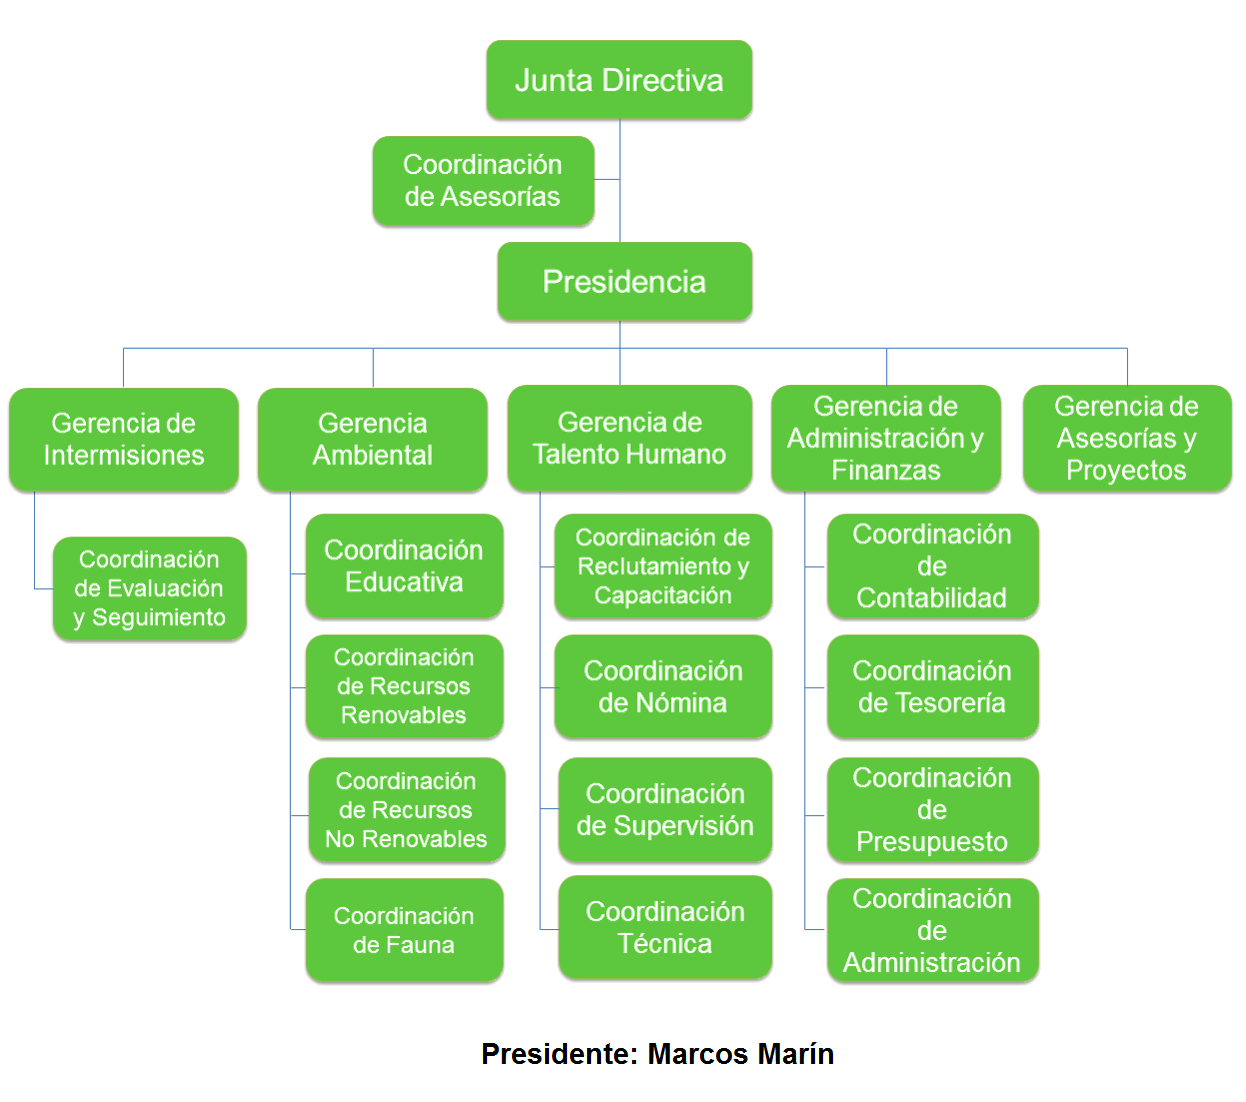 Junta Directiva
Coordinación
de Asesorías
Presidencia
Gerencia de
Intermisiones
Gerencia
Ambiental
Gerencia de
Talento Humano
Gerencia de
Administración y
Finanzas
Gerencia de
Asesorías y
Proyectos
Coordinación
de Evaluación
y Seguimiento
Coordinación
Educativa
Coordinación
de Recursos
Renovables
Coordinación
de Recursos
No Renovables
Coordinación
de Fauna
Coordinación de
Reclutamiento y
Capacitación
Coordinación
de Nómina
Coordinación
de Supervisión
Coordinación
Técnica
Coordinación
de
Contabilidad
Coordinación
de Tesorería
Coordinación
de
Presupuesto
Coordinación
de
Administración
Presidente: Marcos Marín